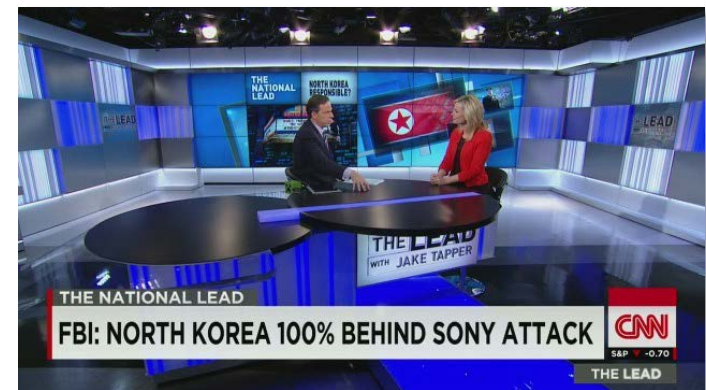 THE
NATIONAL
LEAD
NORTH KOREA
RESPONSIBLE?
LEAD
LEAD
THE LEAD
WITH JAKE TAPPER
THE NATIONAL LEAD
FBI: NORTH KOREA 100% BEHIND SONY ATTACK
CNN
S&P ▼ -0.70
THE LEAD